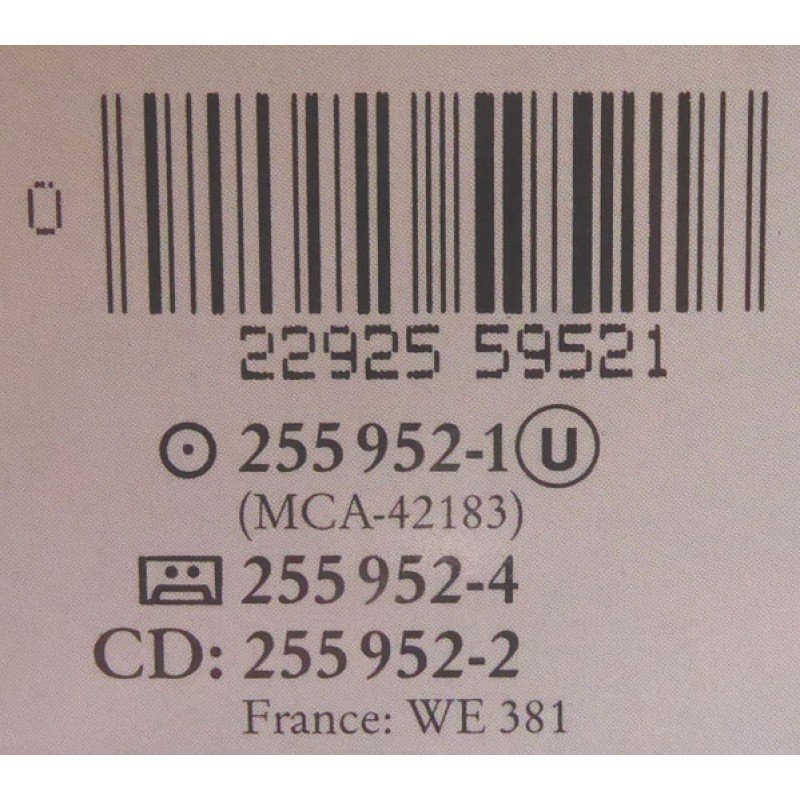 0
22925 59521
255 952-1 U
(MCA-42183)
255 952-4
CD: 255 952-2
France: WE 381